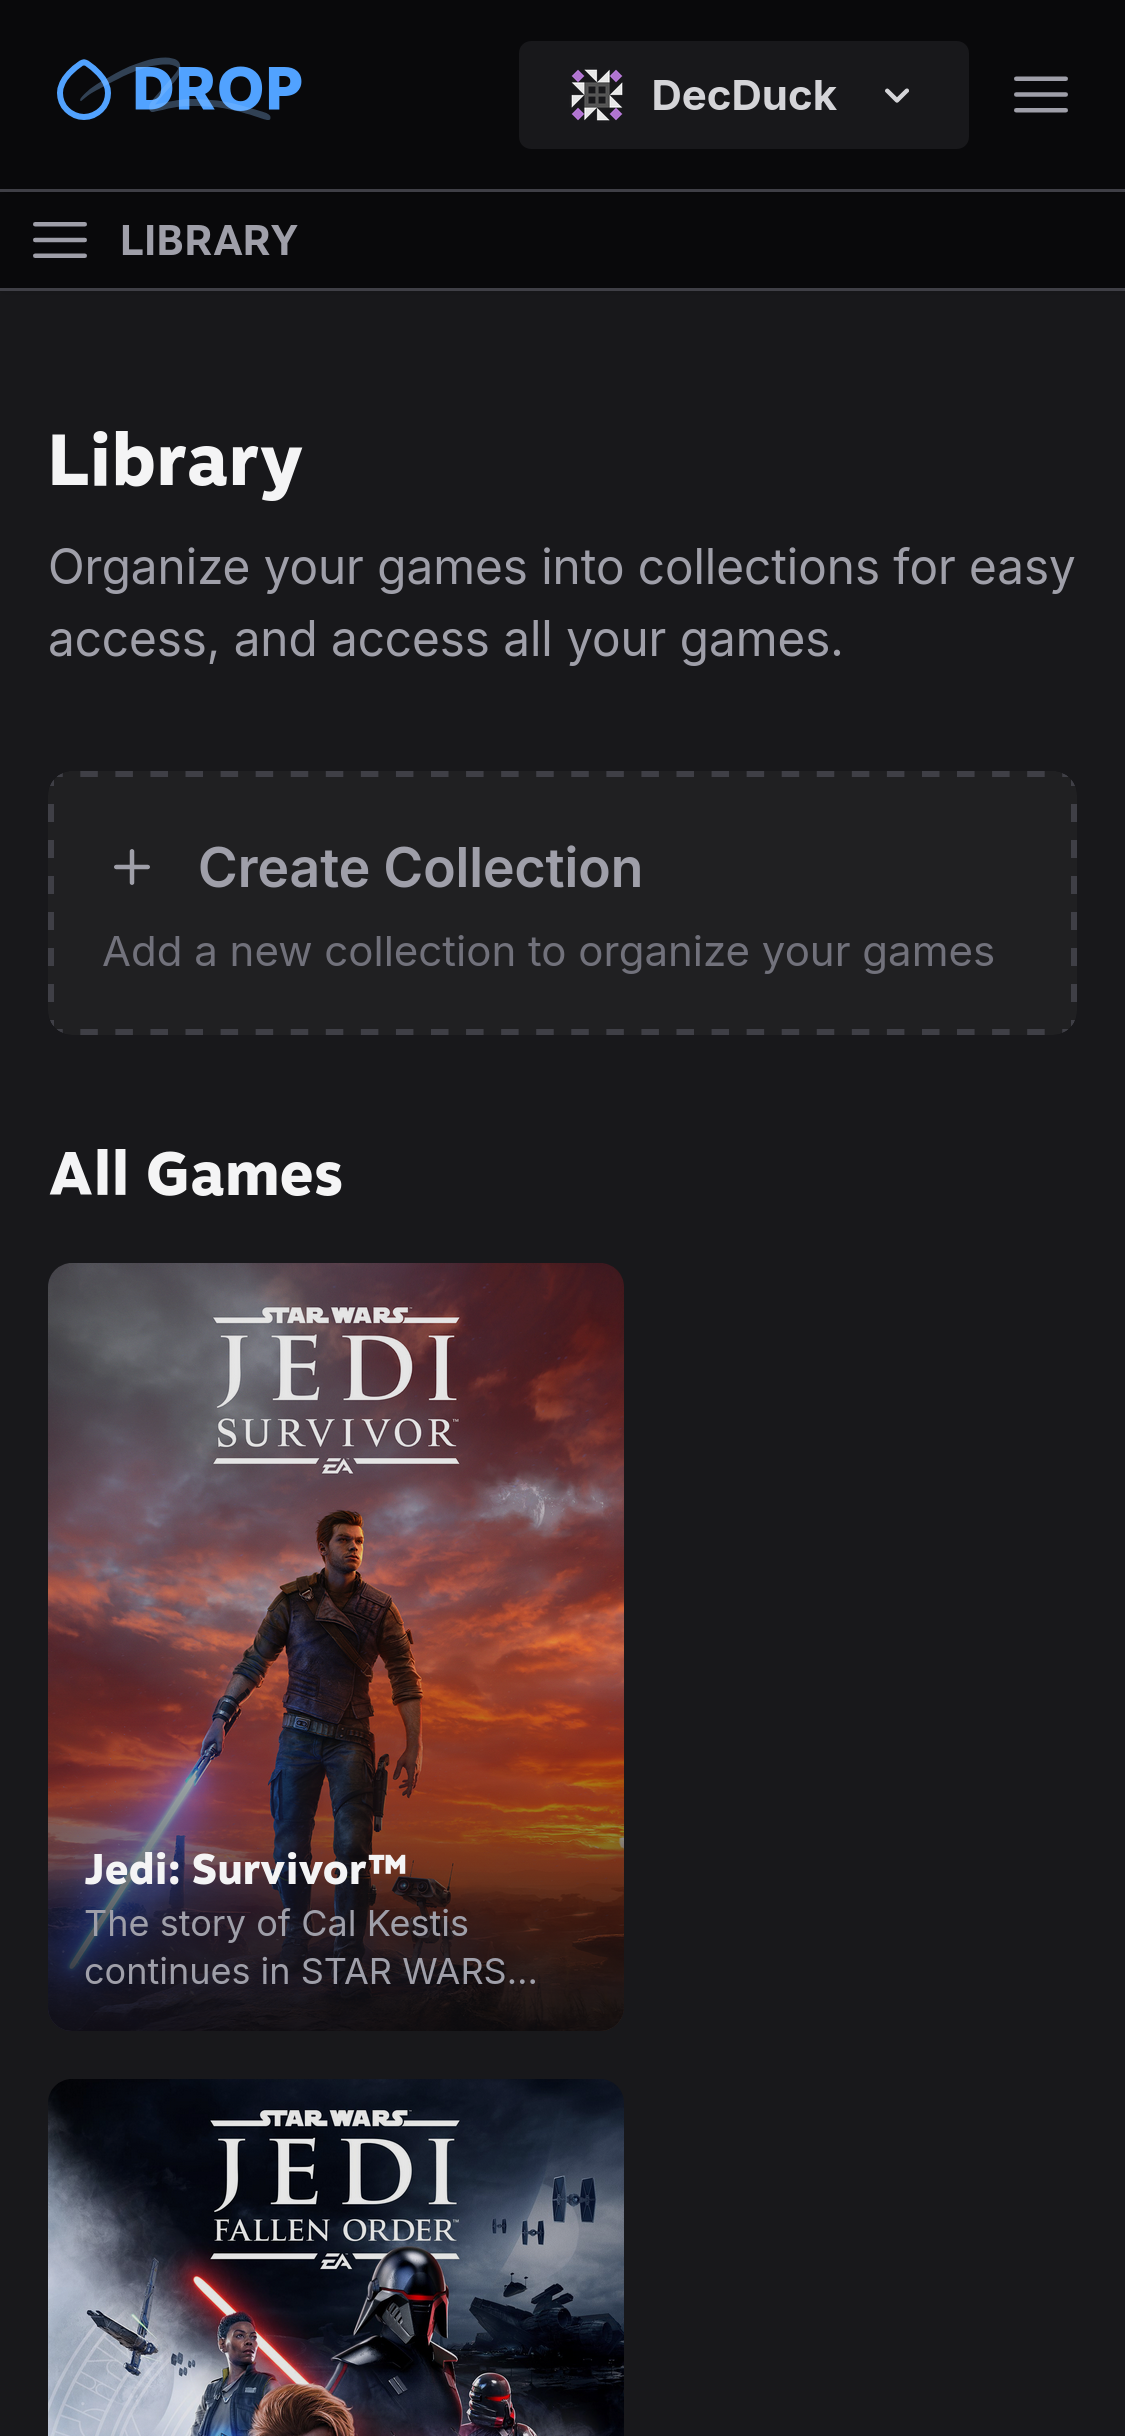 DROP
DecDuck
LIBRARY
Library
Organize your games into collections for easy
access, and access all your games.
Create Collection
Add a new collection to organize your games
All Games
STAR WARS
JEDI
SURVIVOR™
EA
Jedi: Survivor™
The story of Cal Kestis
continues in STAR WARS...
STAR WARS
JEDI
FALLEN ORDER™
EA